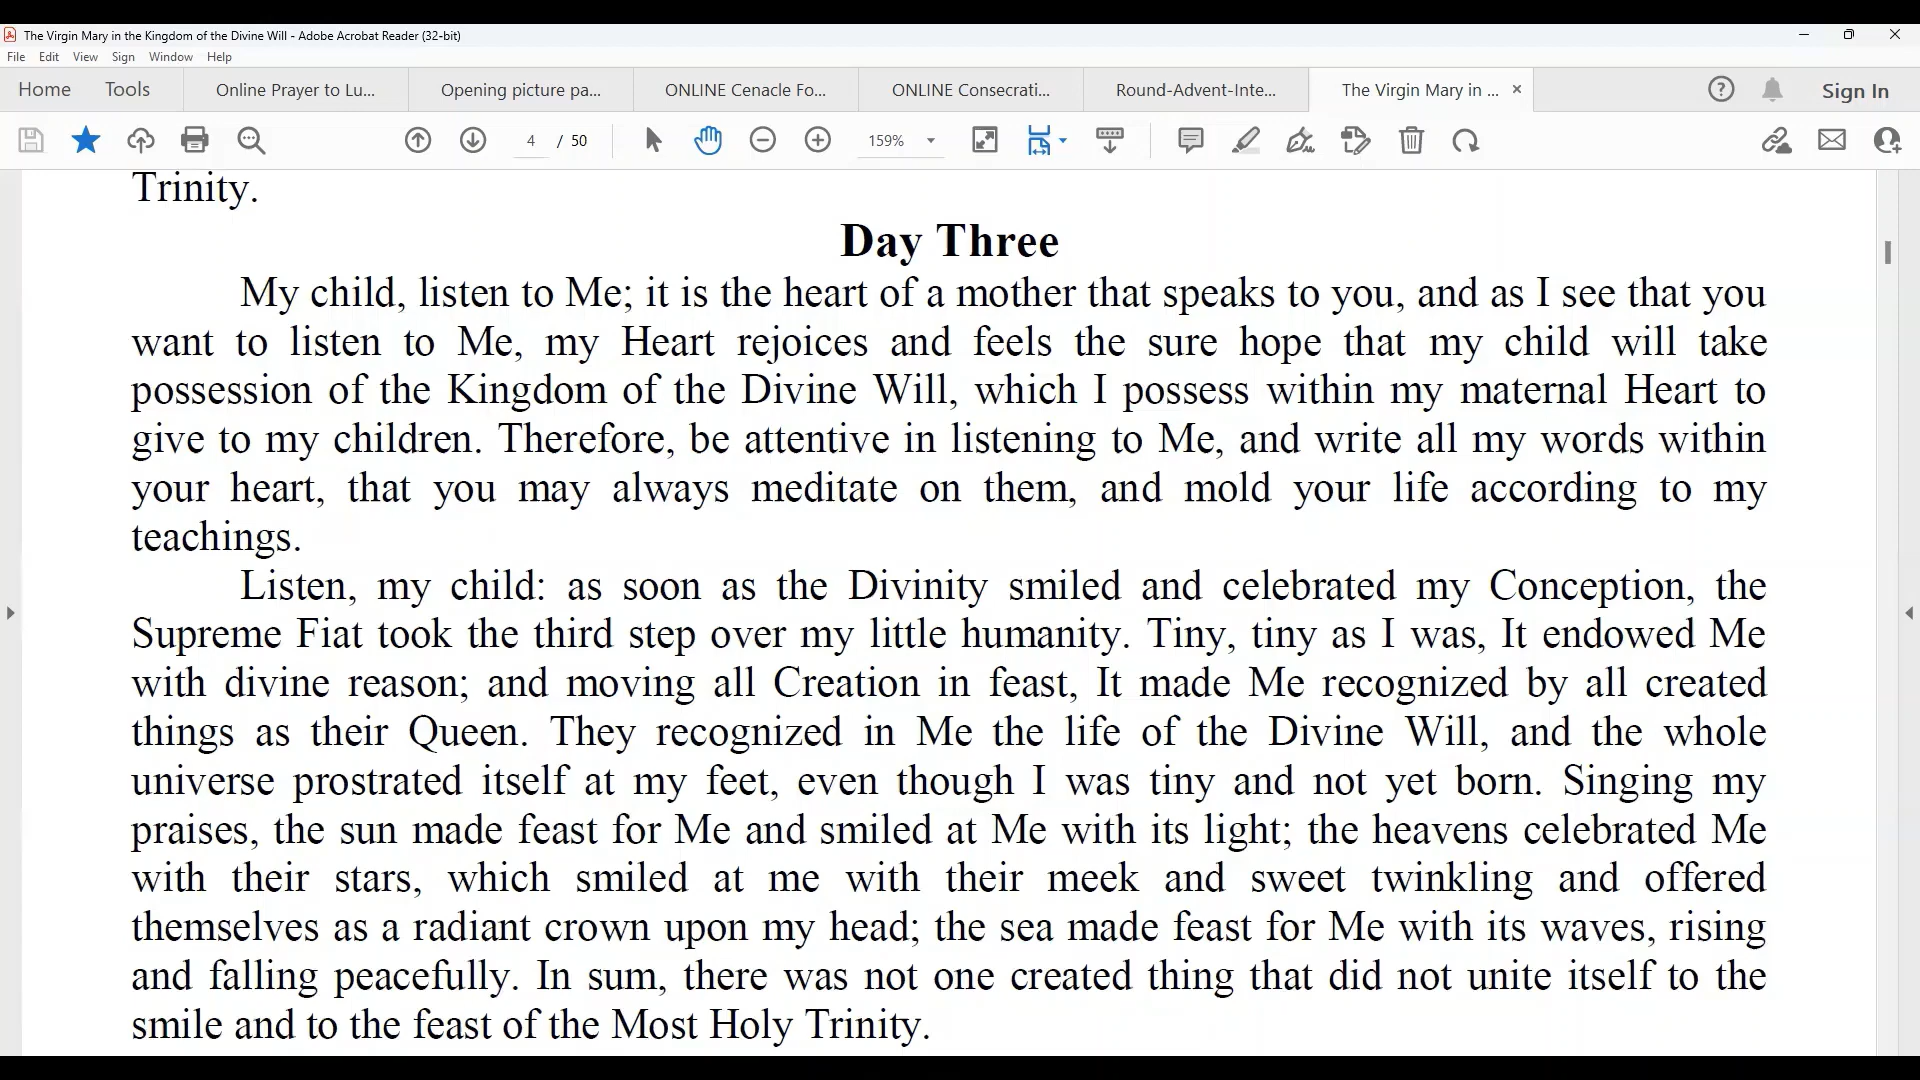 The Virgin Mary in the Kingdom of the Divine Will - Adobe Acrobat Reader (32-bit)
File Edit View Sign Window Help
Home Tools Online Prayer to Lu... Opening picture pa... ONLINE Cenacle Fo... ONLINE Consecrati... Round-Advent-Inte... The Virgin Mary in ... Sign In
4 / 50 159%
Trinity.
Day Three
My child, listen to Me; it is the heart of a mother that speaks to you, and as I see that you
want to listen to Me, my Heart rejoices and feels the sure hope that my child will take
possession of the Kingdom of the Divine Will, which I possess within my maternal Heart to
give to my children. Therefore, be attentive in listening to Me, and write all my words within
your heart, that you may always meditate on them, and mold your life according to my
teachings.
Listen, my child: as soon as the Divinity smiled and celebrated my Conception, the
Supreme Fiat took the third step over my little humanity. Tiny, tiny as I was, It endowed Me
with divine reason; and moving all Creation in feast, It made Me recognized by all created
things as their Queen. They recognized in Me the life of the Divine Will, and the whole
universe prostrated itself at my feet, even though I was tiny and not yet born. Singing my
praises, the sun made feast for Me and smiled at Me with its light; the heavens celebrated Me
with their stars, which smiled at me with their meek and sweet twinkling and offered
themselves as a radiant crown upon my head; the sea made feast for Me with its waves, rising
and falling peacefully. In sum, there was not one created thing that did not unite itself to the
smile and to the feast of the Most Holy Trinity.